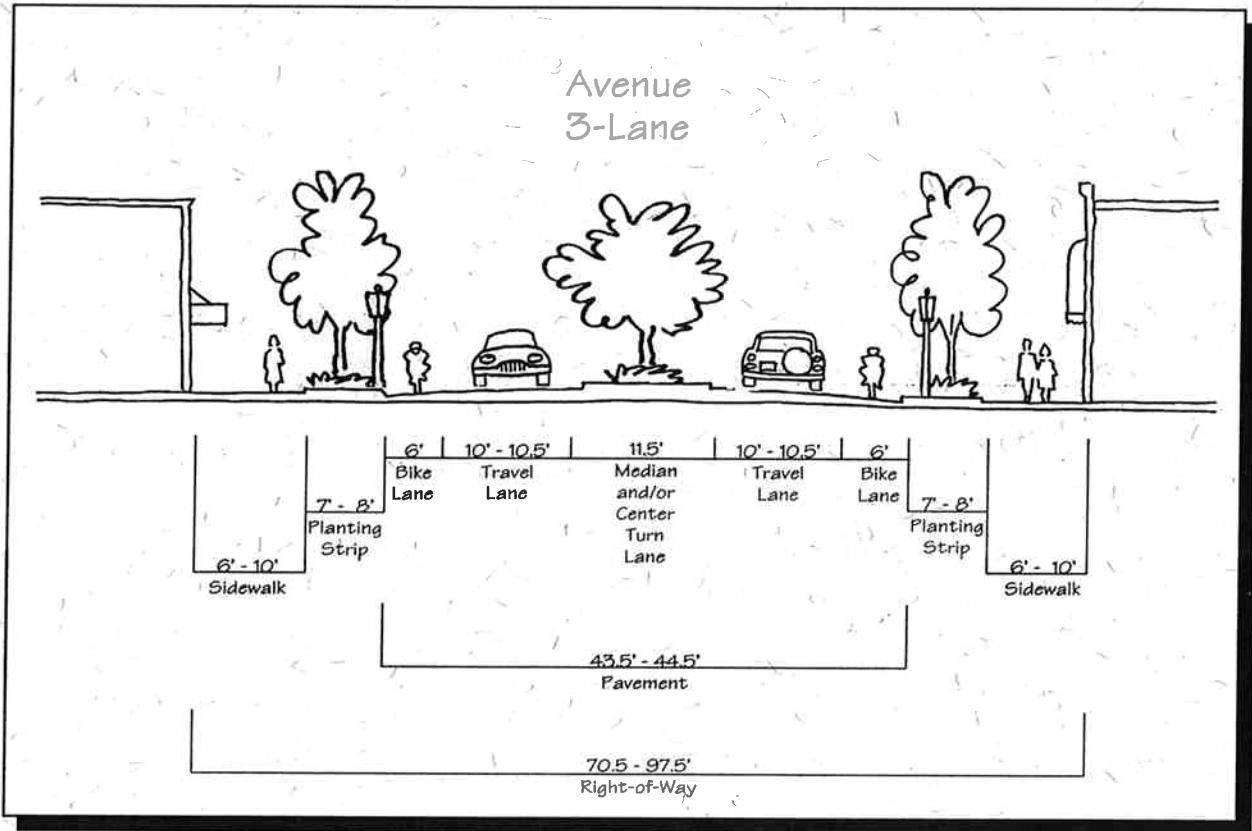 Avenue
3-Lane
6' 10' - 10.5' 11.5' 10' - 10.5' 6'
Bike Travel Median Travel Bike
Lane Lane and/or Lane Lane
7' - 8' Center 7' - 8'
Planting Turn Planting
Strip Lane Strip
6' - 10' 6' - 10'
Sidewalk Sidewalk
43.5' - 44.5'
Pavement
70.5 - 97.5'
Right-of-Way